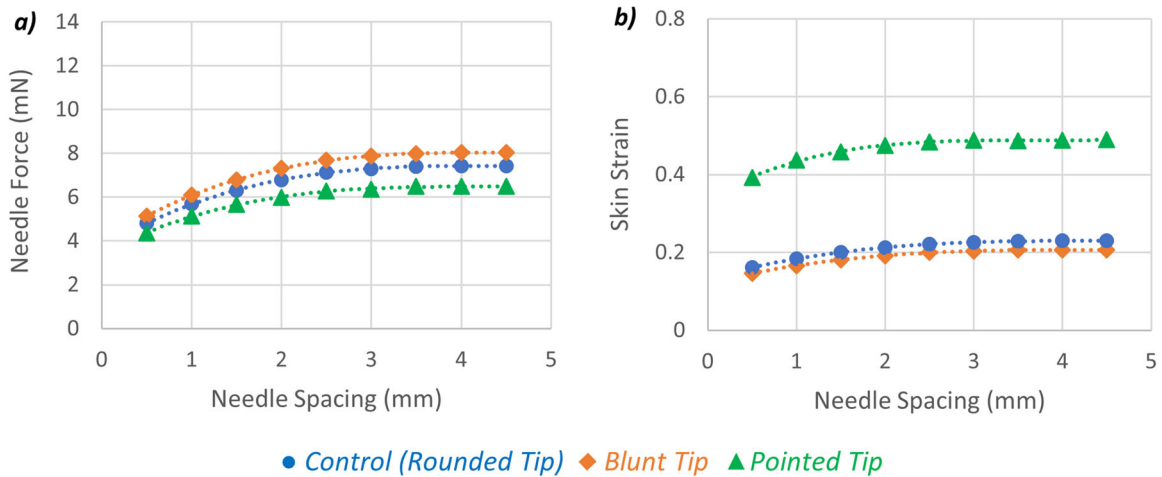 a)
Needle Force (mN)
14
12
10
8
6
4
2
0
0 1 2 3 4 5
Needle Spacing (mm)
b)
Skin Strain
0.8
0.6
0.4
0.2
0
0 1 2 3 4 5
Needle Spacing (mm)
Control (Rounded Tip) Blunt Tip Pointed Tip